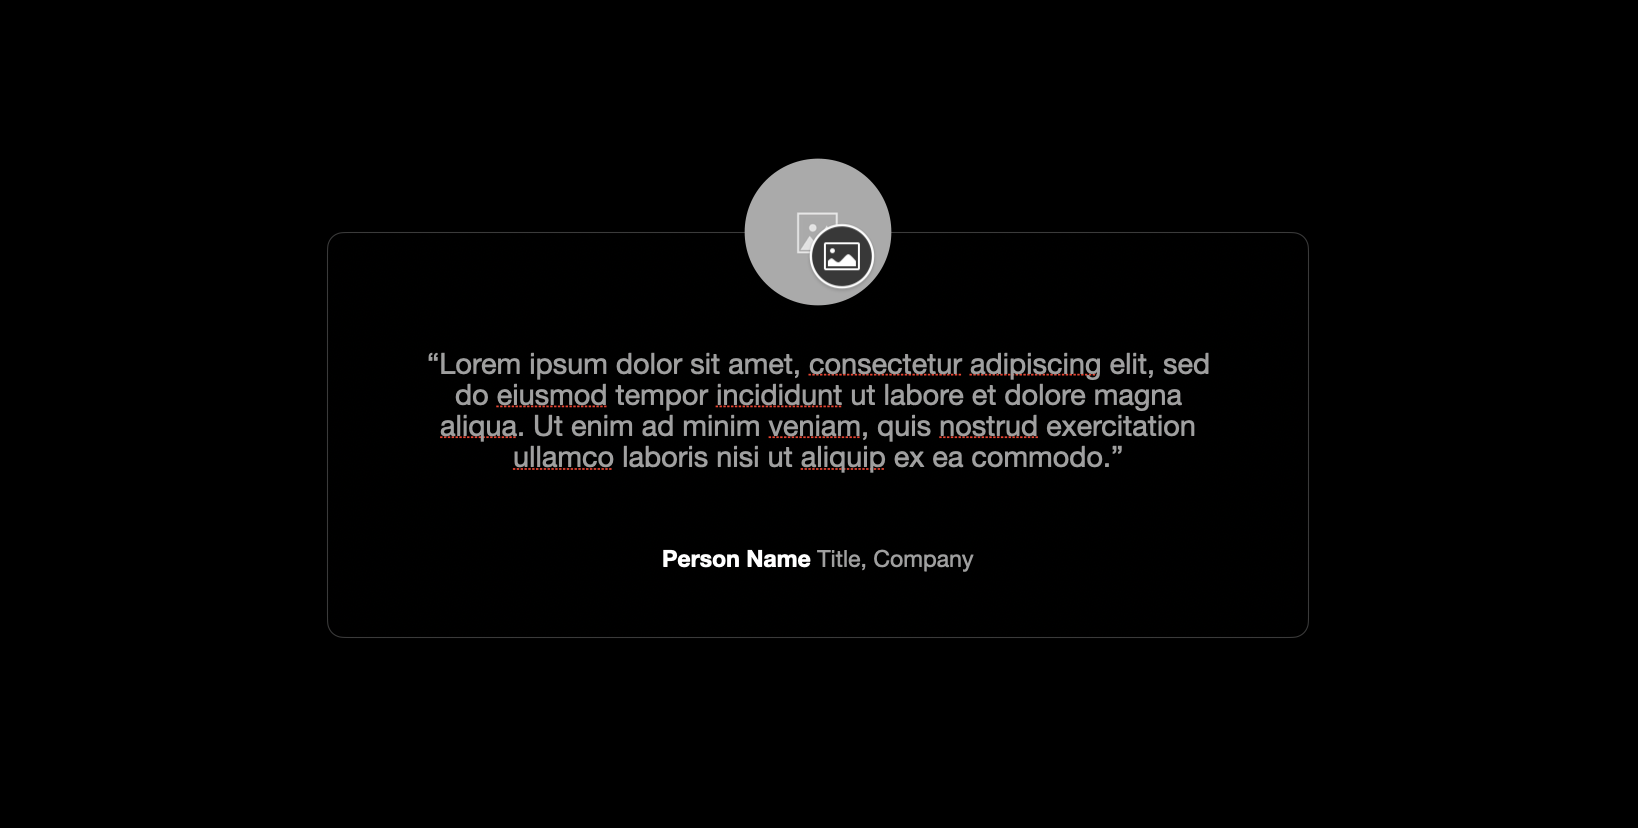 “Lorem ipsum dolor sit amet, consectetur adipiscing elit, sed
do eiusmod tempor incididunt ut labore et dolore magna
aliqua. Ut enim ad minim veniam, quis nostrud exercitation
ullamco laboris nisi ut aliquip ex ea commodo.”
Person Name Title, Company